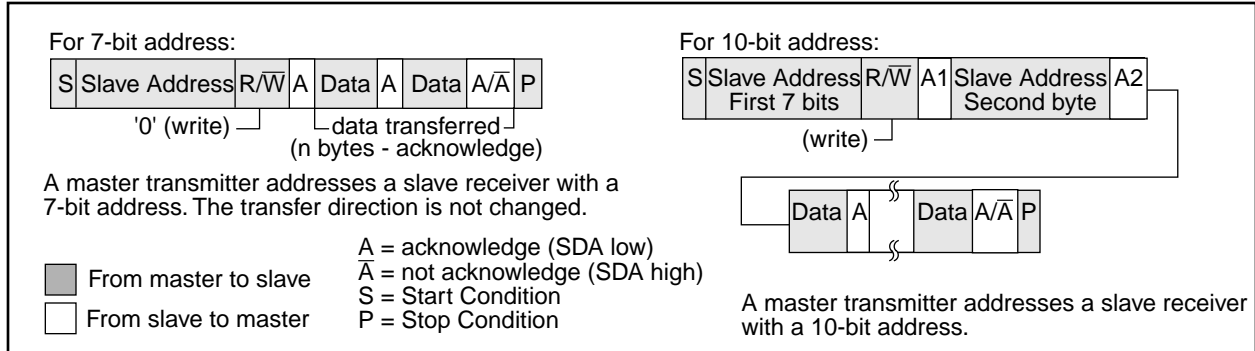 For 7-bit address:
S Slave Address R/W̅ A Data A Data A/A̅ P
'0' (write)
data transferred
(n bytes - acknowledge)
A master transmitter addresses a slave receiver with a
7-bit address. The transfer direction is not changed.
From master to slave
From slave to master
A = acknowledge (SDA low)
A̅ = not acknowledge (SDA high)
S = Start Condition
P = Stop Condition
For 10-bit address:
S Slave Address First 7 bits R/W̅ A1 Slave Address Second byte A2
(write)
Data A Data A/A̅ P
A master transmitter addresses a slave receiver
with a 10-bit address.